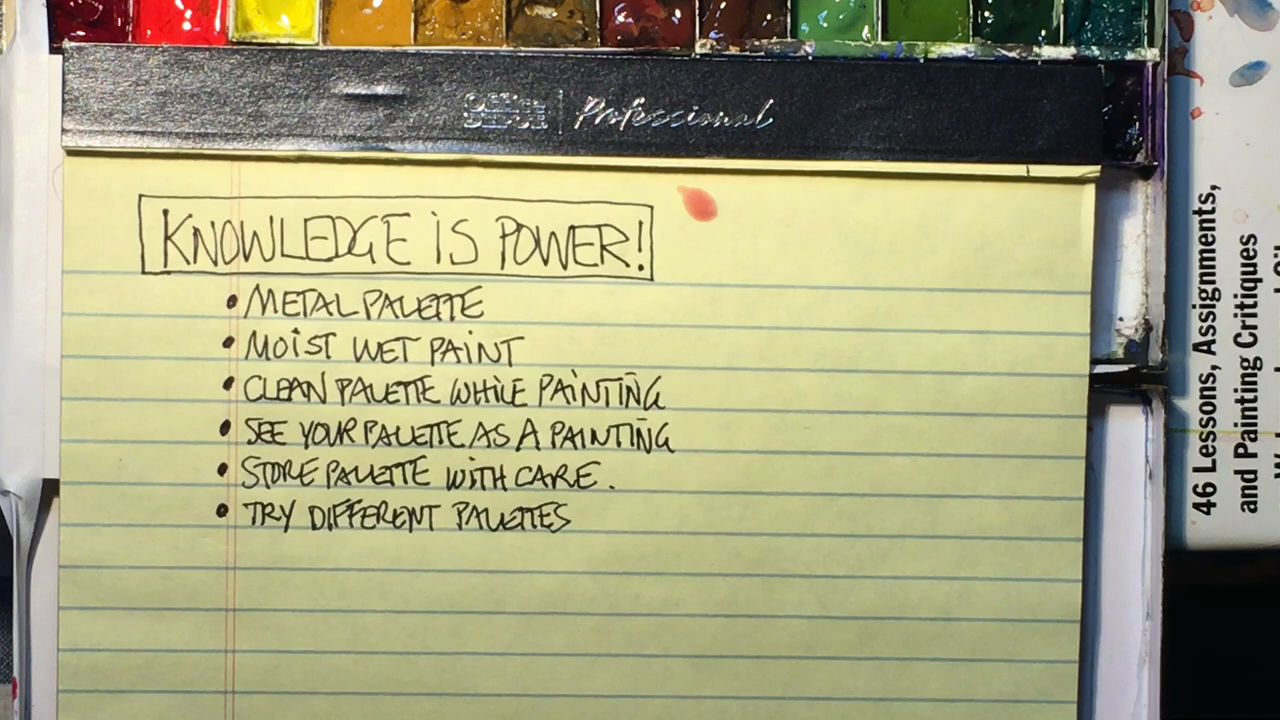 Office DEPOT | Professional
KNOWLEDGE iS POWER!
• METAL PALETTE
• MOiST WET PAINT
• CLEAN PALETTE WHiLE PAiNTiNG
• SEE YOUR PALETTE AS A PAiNTiNG
• STORE PALETTE WiTH CARE.
• TRY DiFFERENT PALETTES
46 Lessons, Assignments,
and Painting Critiques